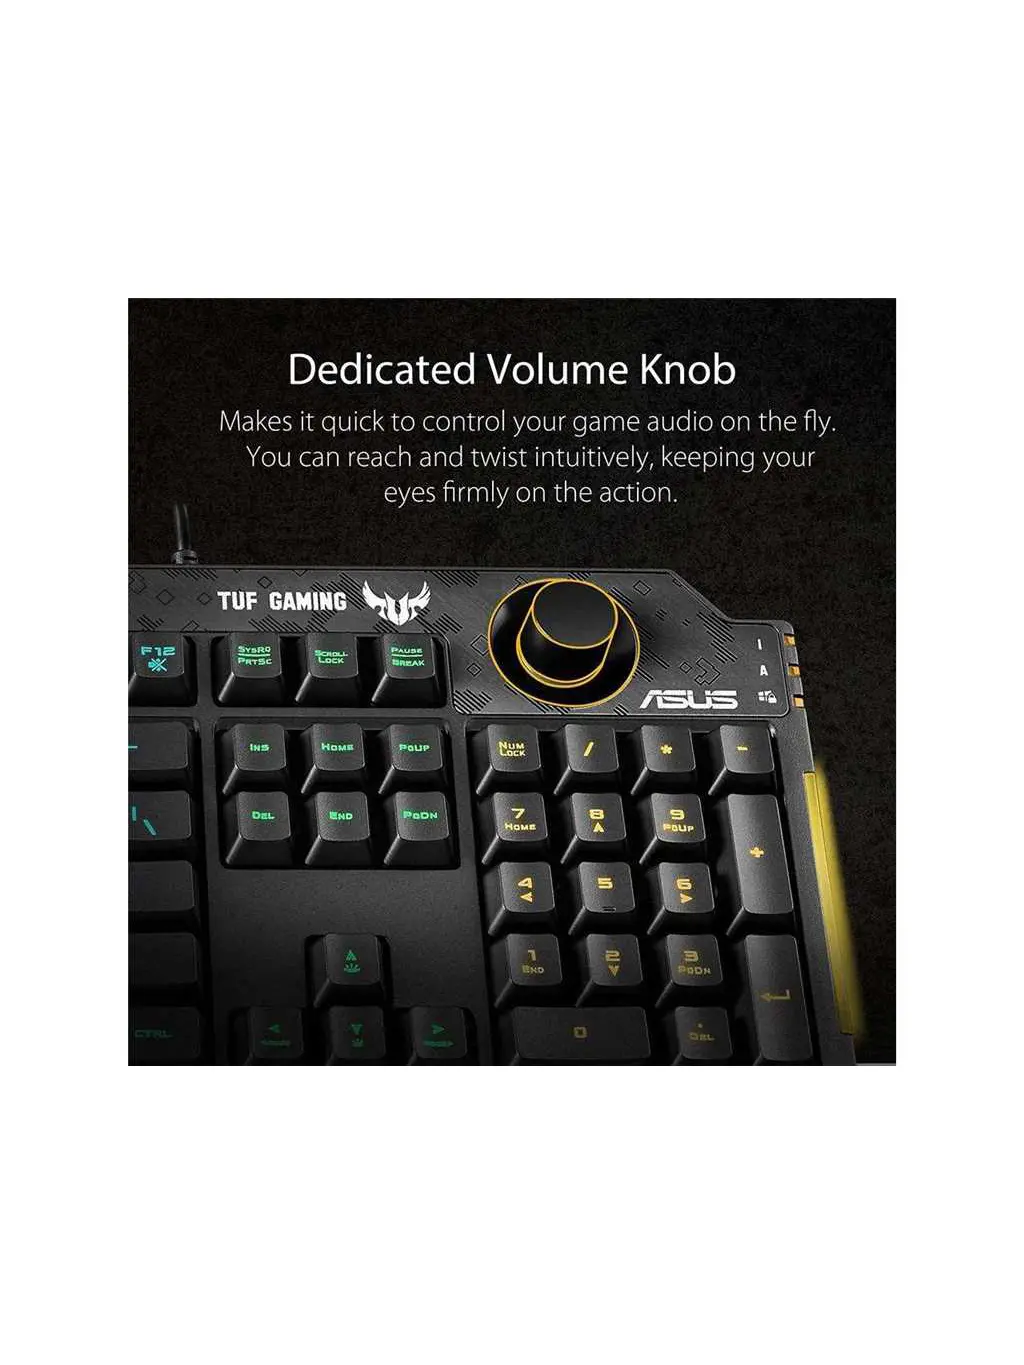 Dedicated Volume Knob
Makes it quick to control your game audio on the fly.
You can reach and twist intuitively, keeping your
eyes firmly on the action.
TUF GAMING
ASUS
I
A
F12
SYSRQ
PRTSC
SCROLL
LOCK
PAUSE
BREAK
INS HOME PGUP
NUM
LOCK
/ * -
DEL END PGDN
7
HOME
8
9
PGUP
+
4 5 6
1
END
2
3
PGDN
CTRL
0
.
DEL